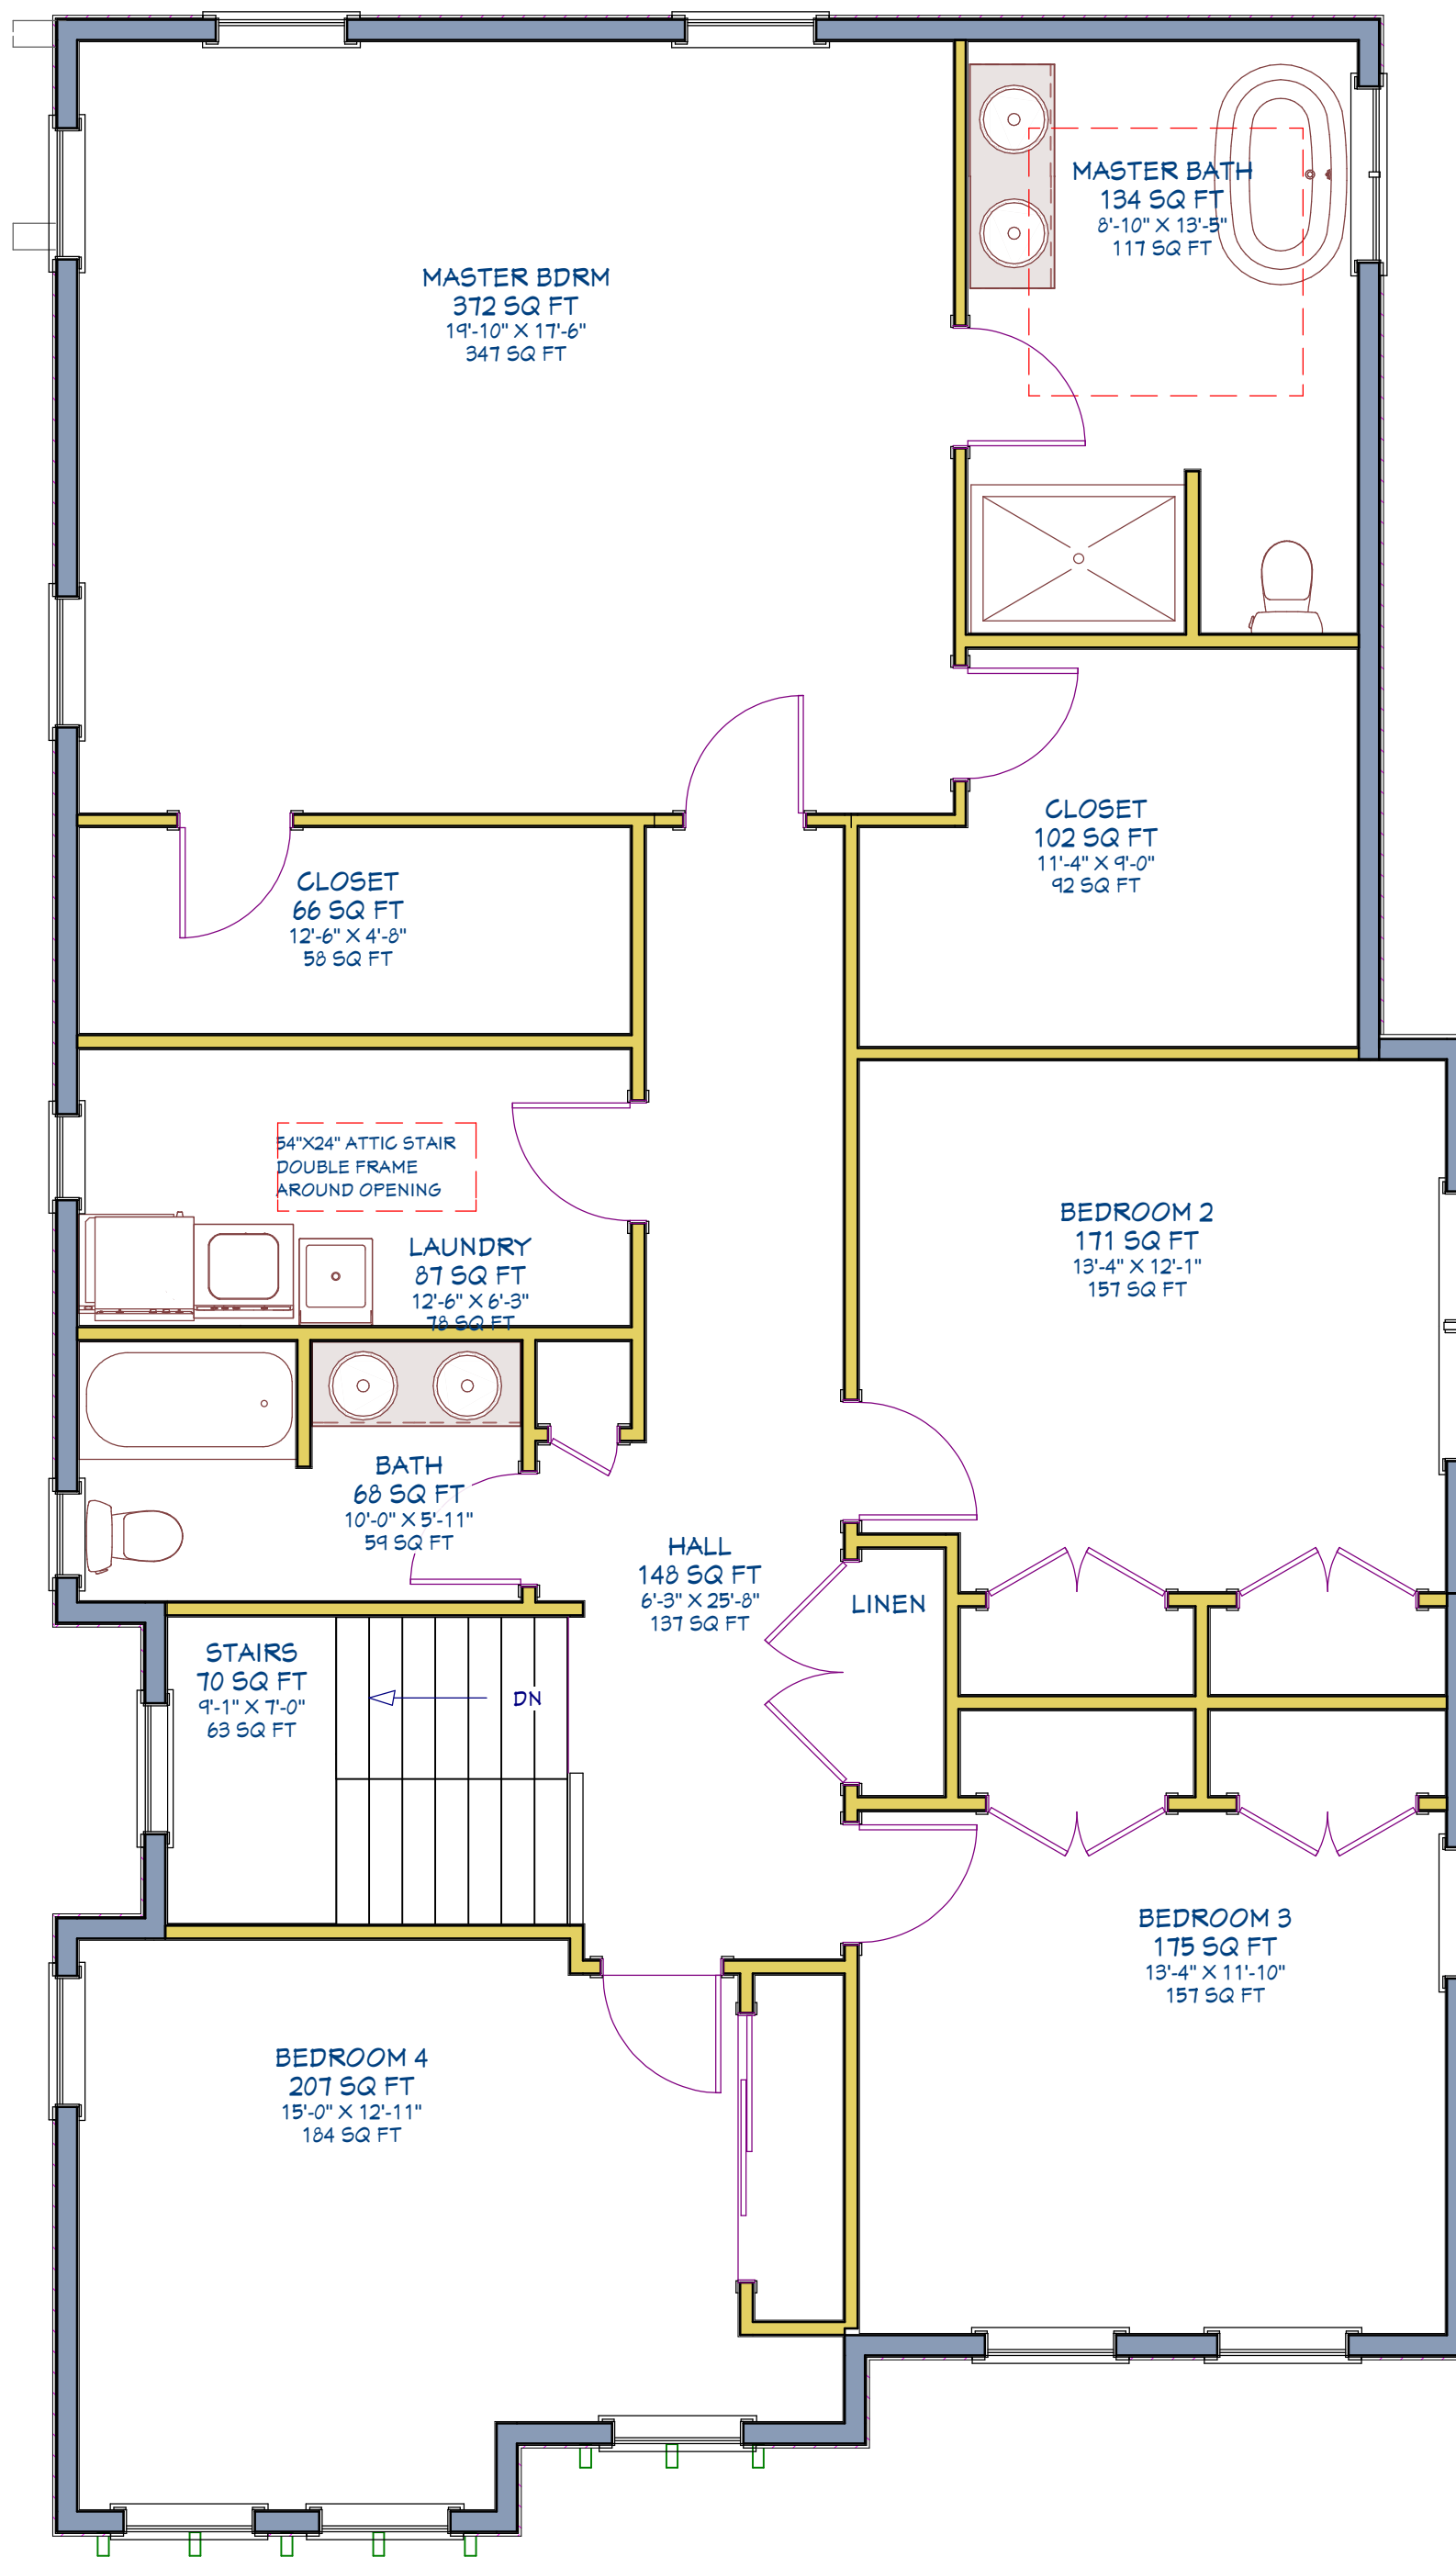 MASTER BATH
134 SQ FT
8'-10" X 13'-5"
117 SQ FT
MASTER BDRM
372 SQ FT
19'-10" X 17'-6"
347 SQ FT
CLOSET
102 SQ FT
11'-4" X 9'-0"
92 SQ FT
CLOSET
66 SQ FT
12'-6" X 4'-8"
58 SQ FT
54"X24" ATTIC STAIR
DOUBLE FRAME
AROUND OPENING
LAUNDRY
87 SQ FT
12'-6" X 6'-3"
78 SQ FT
BEDROOM 2
171 SQ FT
13'-4" X 12'-1"
157 SQ FT
BATH
68 SQ FT
10'-0" X 5'-11"
59 SQ FT
HALL
148 SQ FT
6'-3" X 25'-8"
137 SQ FT
LINEN
STAIRS
70 SQ FT
9'-1" X 7'-0"
63 SQ FT
DN
BEDROOM 3
175 SQ FT
13'-4" X 11'-10"
157 SQ FT
BEDROOM 4
207 SQ FT
15'-0" X 12'-11"
184 SQ FT